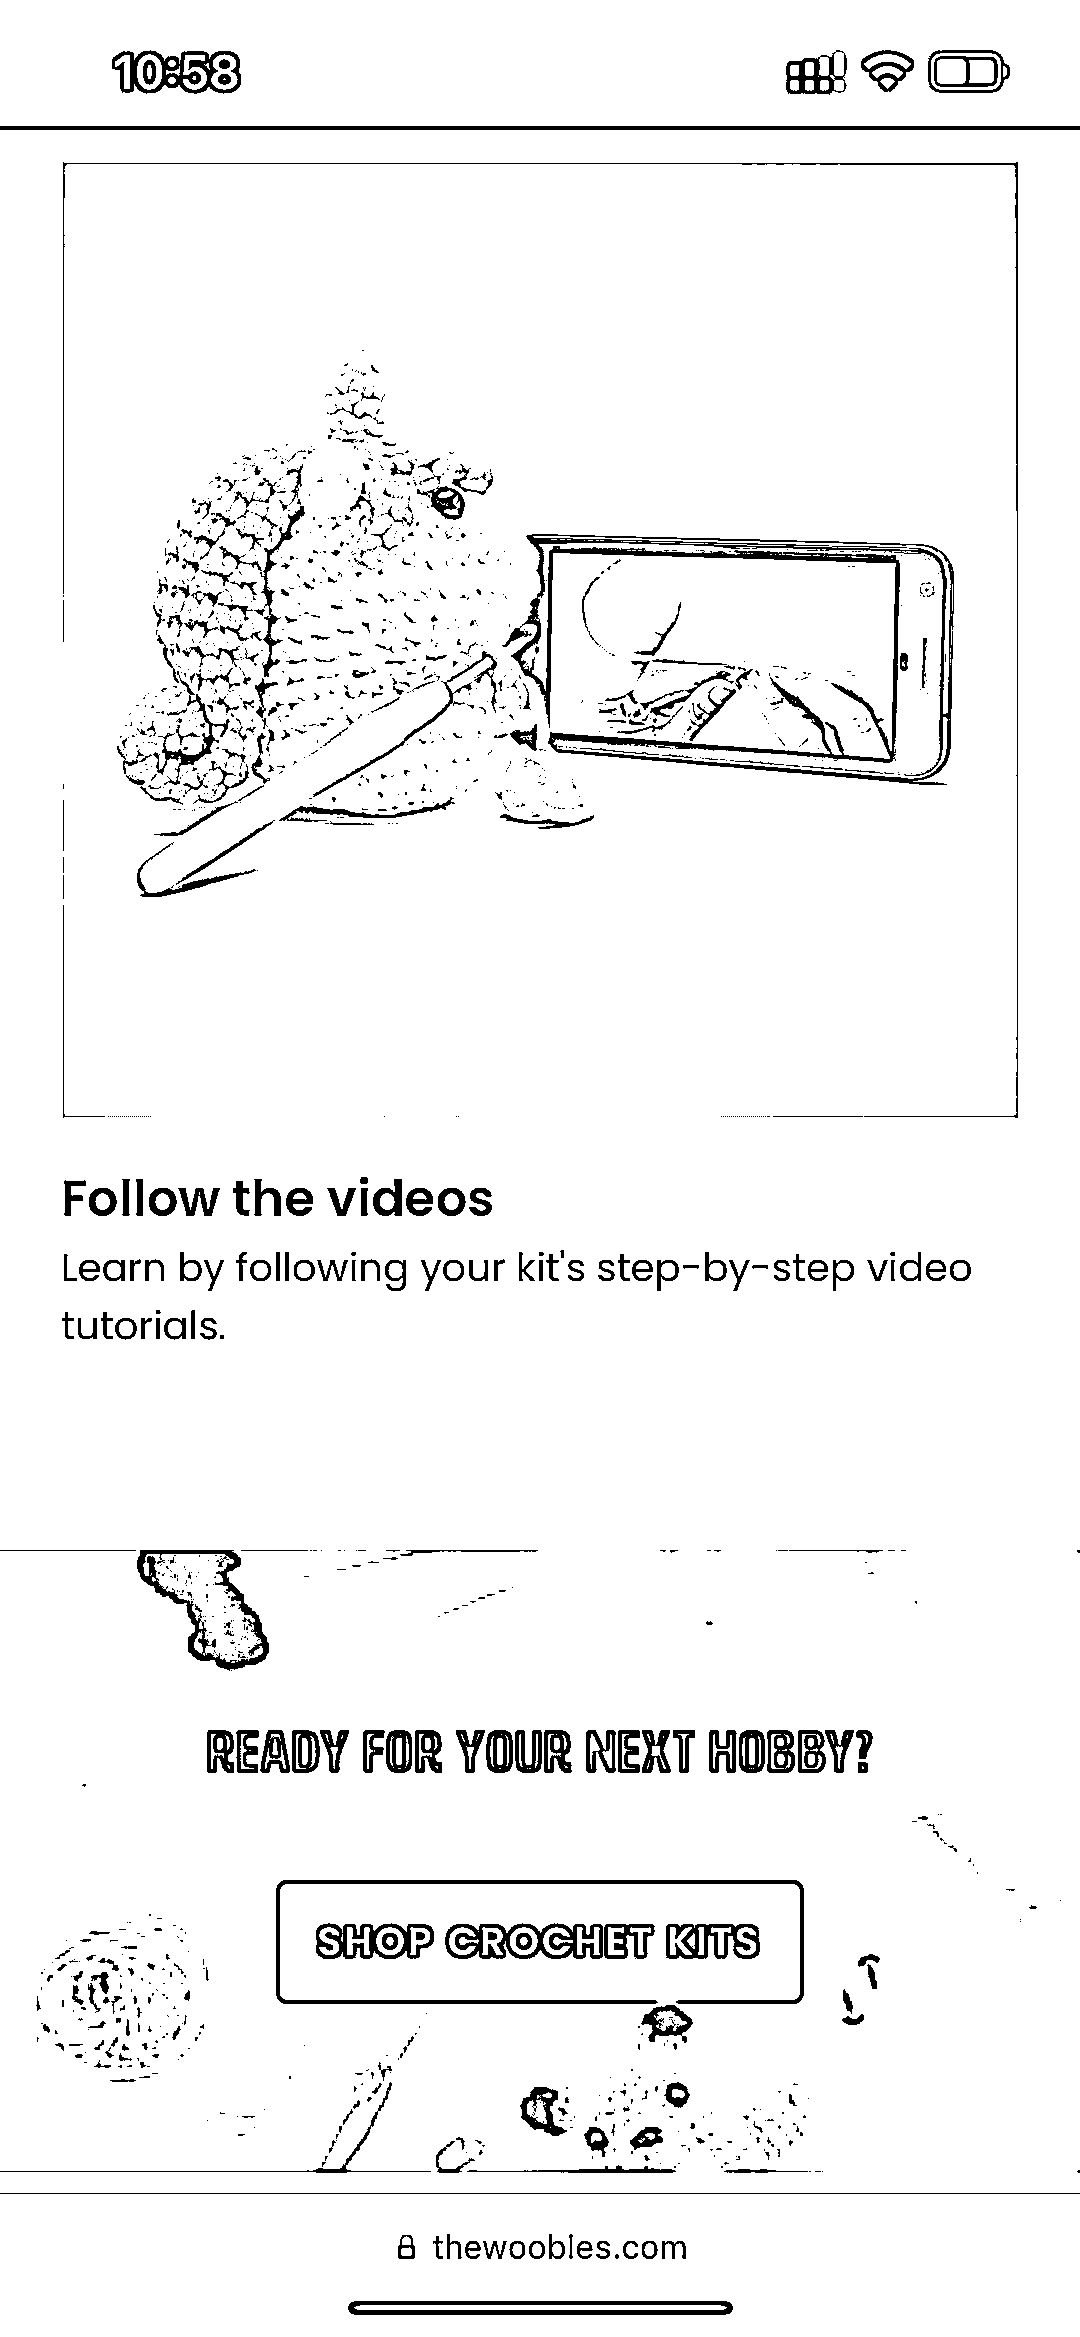 10:58
Follow the videos
Learn by following your kit's step-by-step video
tutorials.
READY FOR YOUR NEXT HOBBY?
SHOP CROCHET KITS
thewoobles.com